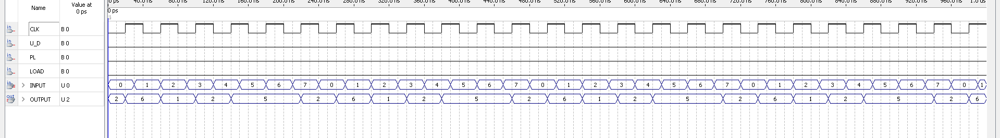 Name Value at 0 ps
0 ps 40.0 ns 80.0 ns 120.0 ns 160.0 ns 200.0 ns 240.0 ns 280.0 ns 320.0 ns 360.0 ns 400.0 ns 440.0 ns 480.0 ns 520.0 ns 560.0 ns 600.0 ns 640.0 ns 680.0 ns 720.0 ns 760.0 ns 800.0 ns 840.0 ns 880.0 ns 920.0 ns 960.0 ns 1.0 us
0 ps
in CLK B 0
in U_D B 0
in PL B 0
in LOAD B 0
in INPUT U 0 0 1 2 3 4 5 6 7 0 1 2 3 4 5 6 7 0 1 2 3 4 5 6 7 0 1 2 3 4 5 6 7 0 1
out OUTPUT U 2 2 6 1 2 5 2 6 1 2 5 2 6 1 2 5 2 6 1 2 5 2 6